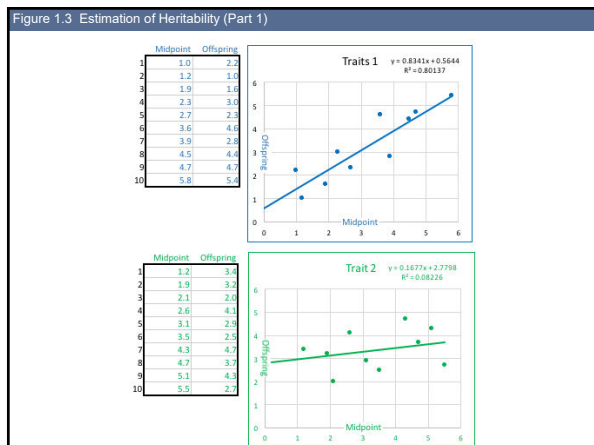 Figure 1.3 Estimation of Heritability (Part 1)
Midpoint Offspring
1 1.0 2.2
2 1.2 1.0
3 1.9 1.6
4 2.3 3.0
5 2.7 2.3
6 3.6 4.6
7 3.9 2.8
8 4.5 4.4
9 4.7 4.7
10 5.8 5.4
Traits 1
y = 0.8341x + 0.5644
R² = 0.80137
6
5
4
3
2
1
0
Offspring
Midpoint
0 1 2 3 4 5 6
Midpoint Offspring
1 1.2 3.4
2 1.9 3.2
3 2.1 2.0
4 2.6 4.1
5 3.1 2.9
6 3.5 2.5
7 4.3 4.7
8 4.7 3.7
9 5.1 4.3
10 5.5 2.7
Trait 2
y = 0.1677x + 2.7798
R² = 0.08226
6
5
4
3
2
1
0
Offspring
Midpoint
0 1 2 3 4 5 6